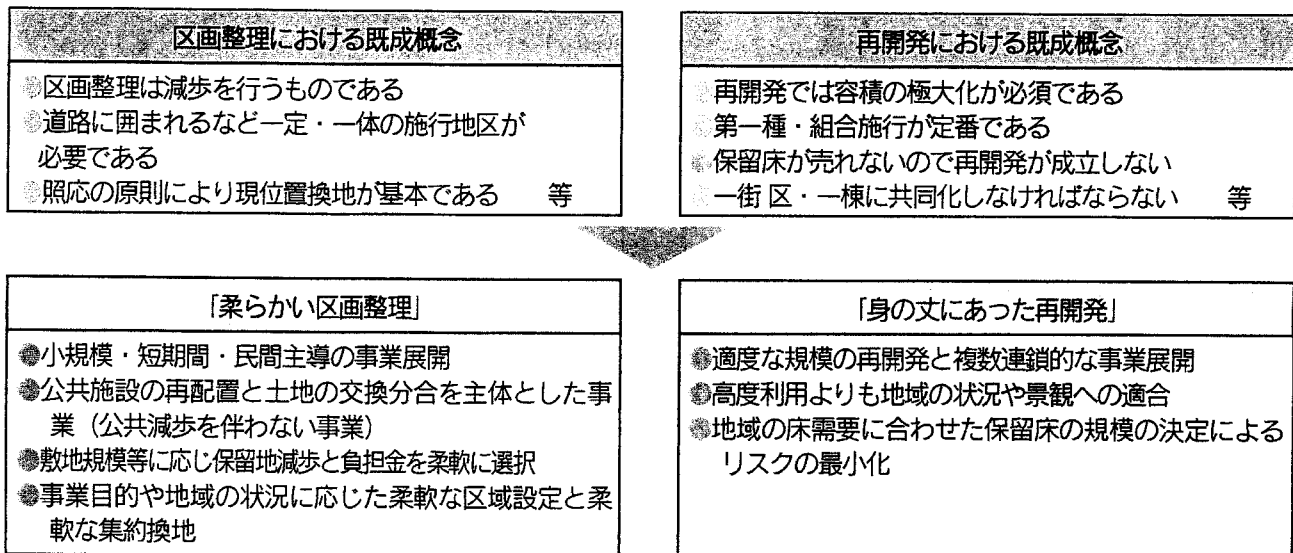 区画整理における既成概念
●区画整理は減歩を行うものである
●道路に囲まれるなど一定・一体の施行地区が
必要である
●照応の原則により現位置換地が基本である 等
再開発における既成概念
●再開発では容積の極大化が必須である
●第一種・組合施行が定番である
●保留床が売れないので再開発が成立しない
●一街区・一棟に共同化しなければならない 等
「柔らかい区画整理」
●小規模・短期間・民間主導の事業展開
●公共施設の再配置と土地の交換分合を主体とした事
業（公共減歩を伴わない事業）
●敷地規模等に応じ保留地減歩と負担金を柔軟に選択
●事業目的や地域の状況に応じた柔軟な区域設定と柔
軟な集約換地
「身の丈にあった再開発」
●適度な規模の再開発と複数連鎖的な事業展開
●高度利用よりも地域の状況や景観への適合
●地域の床需要に合わせた保留床の規模の決定による
リスクの最小化